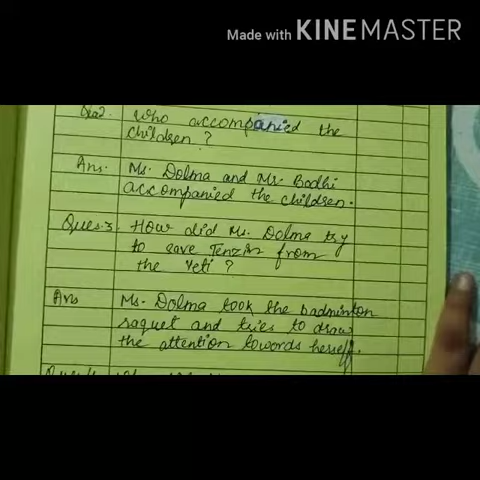 Made with KINEMASTER
Que2. Who accompanied the
children?
Ans. Ms. Dolma and Mr. Bodhi
accompanied the children.
Ques.3. How did Ms. Dolma try
to save Tenzin from
the Yeti?
Ans Ms. Dolma took the badminton
raquet and tries to draw
the attention towards herself.